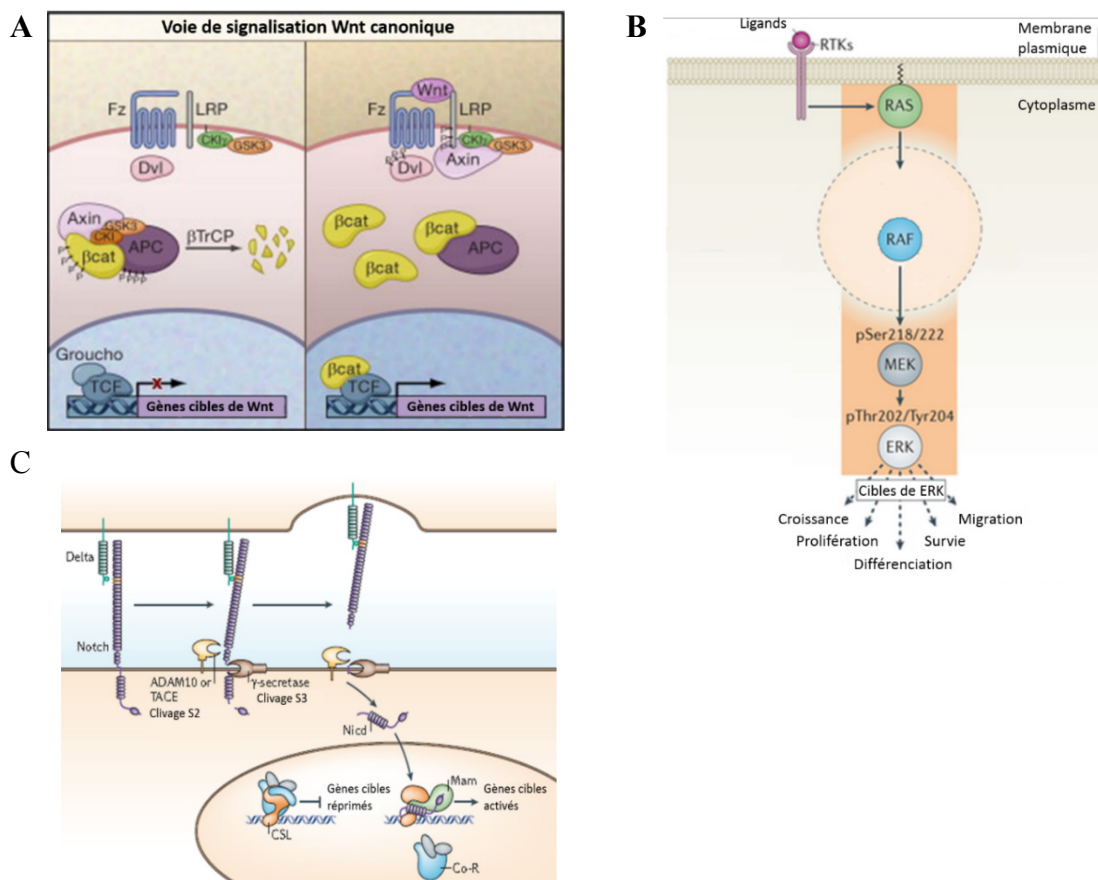 A
Voie de signalisation Wnt canonique
Fz
LRP
CKIγ
GSK3
Dvl
Axin
GSK3
CKI
βcat
APC
βTrCP
P
P
P
P
P
P
P
P
Groucho
TCF
X
Gènes cibles de Wnt
Wnt
Fz
LRP
P
P
P
CKIγ
GSK3
Axin
P
P
P
Dvl
βcat
βcat
βcat
APC
βcat
TCF
Gènes cibles de Wnt
B
Ligands
RTKs
Membrane
plasmique
Cytoplasme
RAS
RAF
pSer218/222
MEK
pThr202/Tyr204
ERK
Cibles de ERK
Croissance
Migration
Prolifération
Survie
Différenciation
C
Delta
Notch
ADAM10 or
TACE
Clivage S2
γ-secretase
Clivage S3
Nicd
Gènes cibles
réprimés
CSL
Mam
Gènes cibles
activés
Co-R